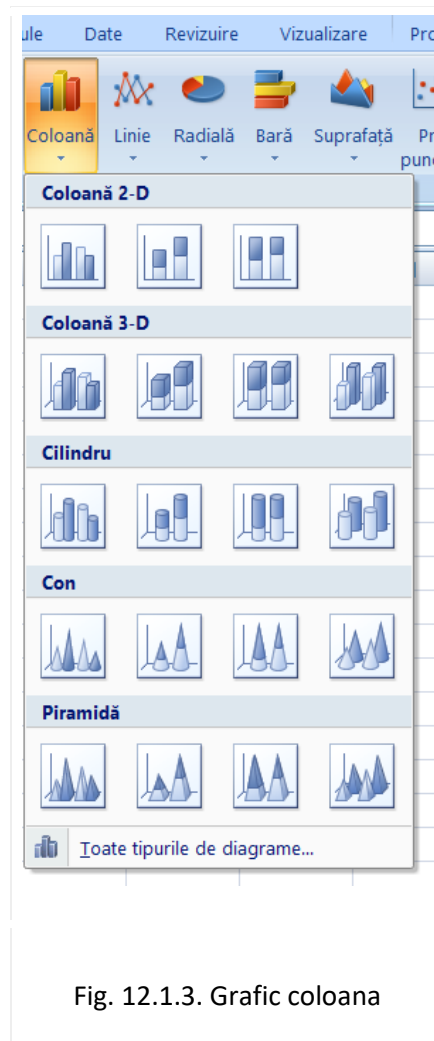 ule Date Revizuire Vizualizare Pro
Coloană Linie Radială Bară Suprafață Pr
punc
Coloană 2-D
Coloană 3-D
Cilindru
Con
Piramidă
Toate tipurile de diagrame...
Fig. 12.1.3. Grafic coloana